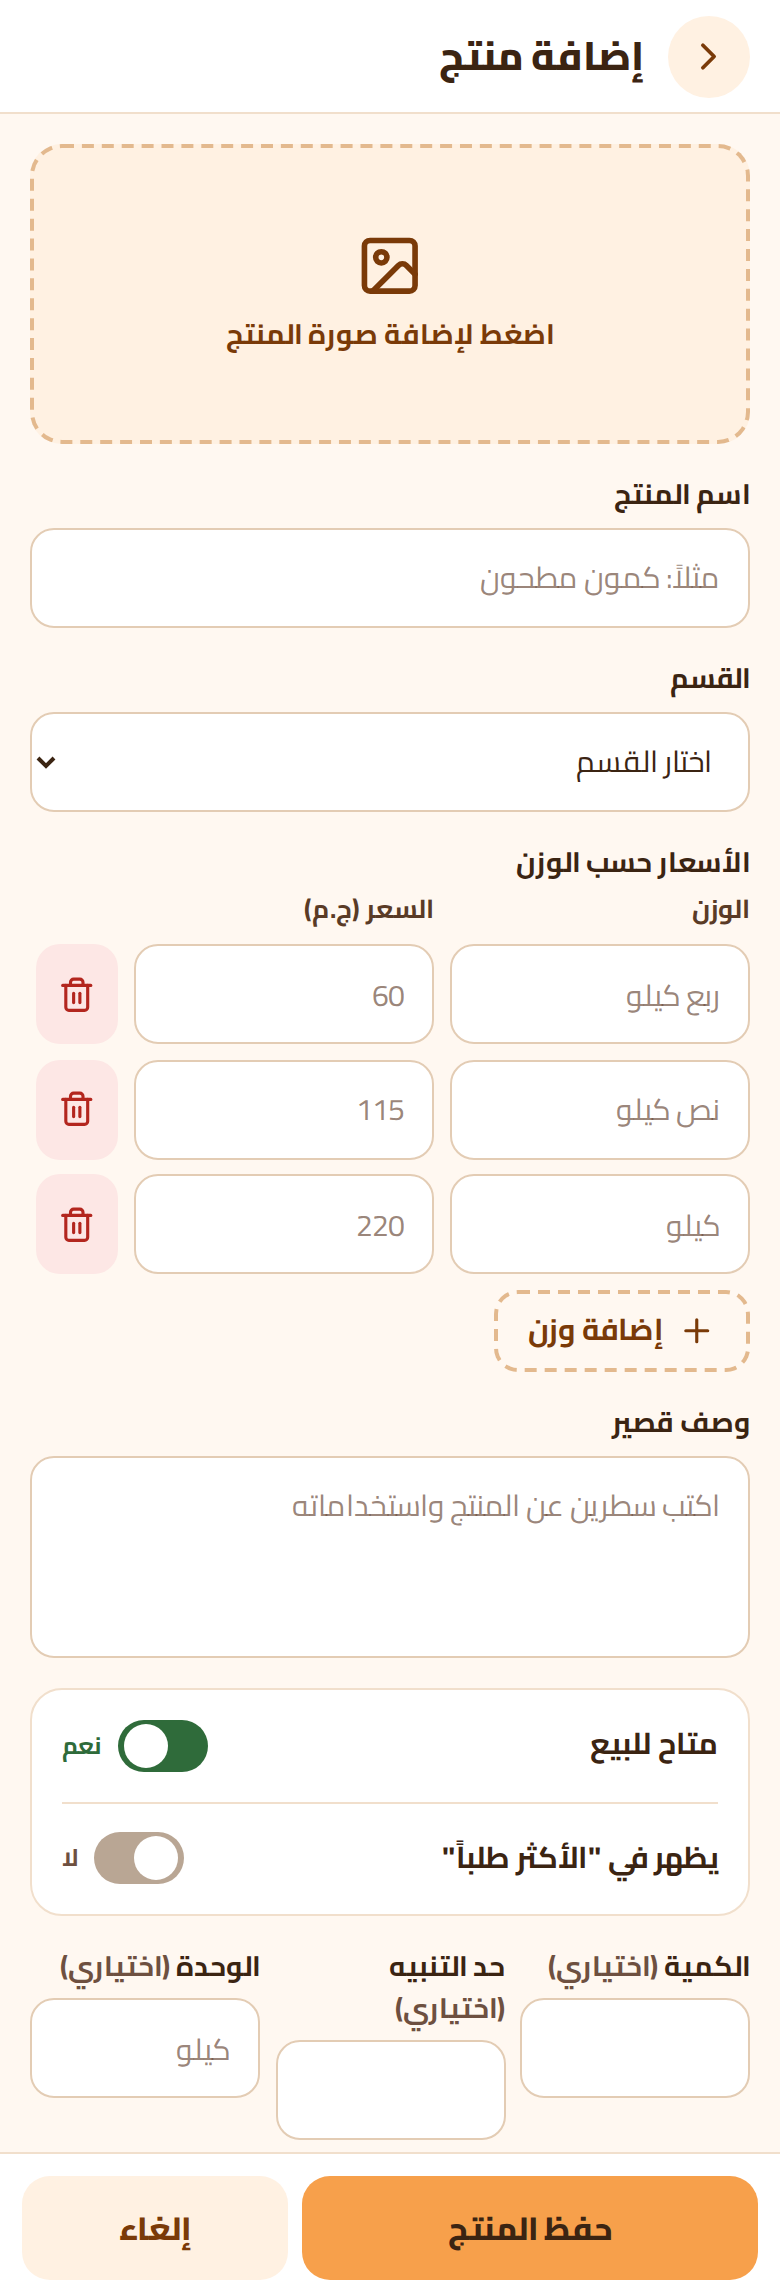 إضافة منتج
اضغط لإضافة صورة المنتج
اسم المنتج
مثلاً: كمون مطحون
القسم
اختار القسم
الأسعار حسب الوزن
الوزن
السعر (ج.م)
ربع كيلو
60
نص كيلو
115
كيلو
220
إضافة وزن
وصف قصير
اكتب سطرين عن المنتج واستخداماته
متاح للبيع
نعم
يظهر في "الأكثر طلباً"
لا
الكمية (اختياري)
حد التنبيه
(اختياري)
الوحدة (اختياري)
كيلو
حفظ المنتج
إلغاء